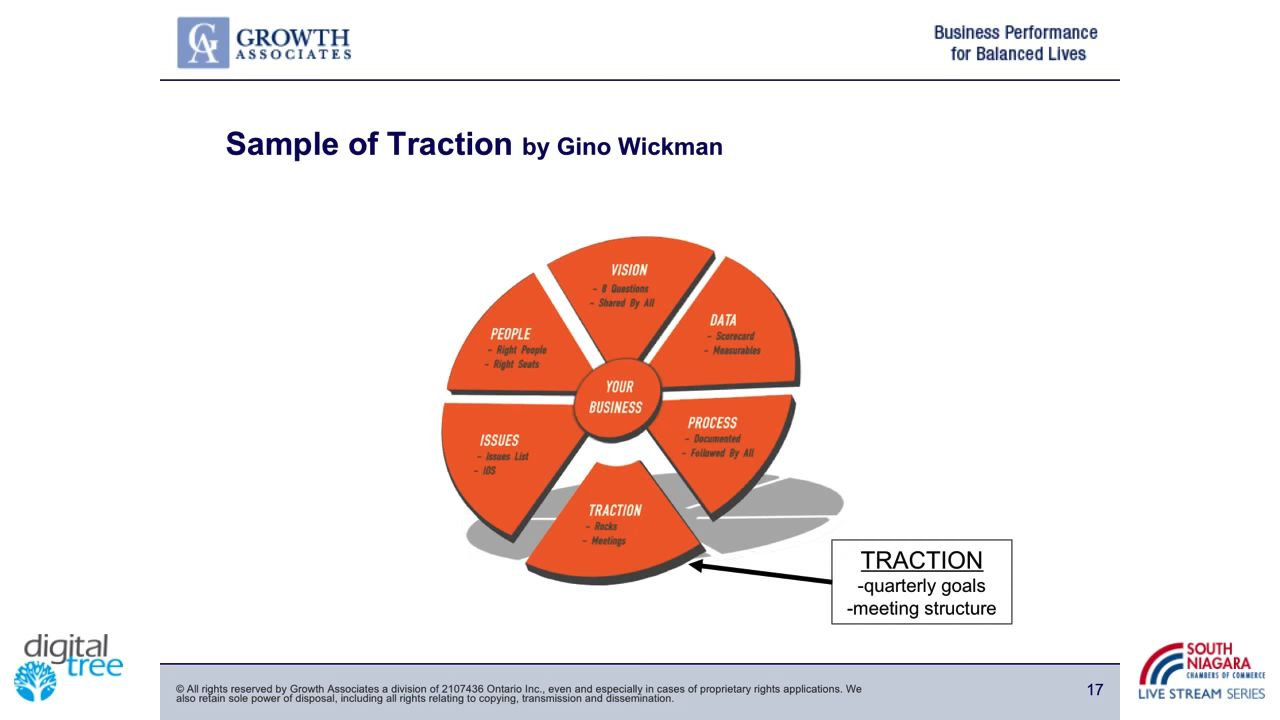 GA GROWTH
ASSOCIATES
Business Performance
for Balanced Lives
Sample of Traction by Gino Wickman
VISION
- 8 Questions
- Shared By All
DATA
- Scorecard
- Measurables
PEOPLE
- Right People
- Right Seats
YOUR
BUSINESS
PROCESS
- Documented
- Followed By All
ISSUES
- Issues List
- IDS
TRACTION
- Rocks
- Meetings
TRACTION
-quarterly goals
-meeting structure
digital
tree
© All rights reserved by Growth Associates a division of 2107436 Ontario Inc., even and especially in cases of proprietary rights applications. We
also retain sole power of disposal, including all rights relating to copying, transmission and dissemination.
17
SOUTH
NIAGARA
CHAMBERS OF COMMERCE
LIVE STREAM SERIES